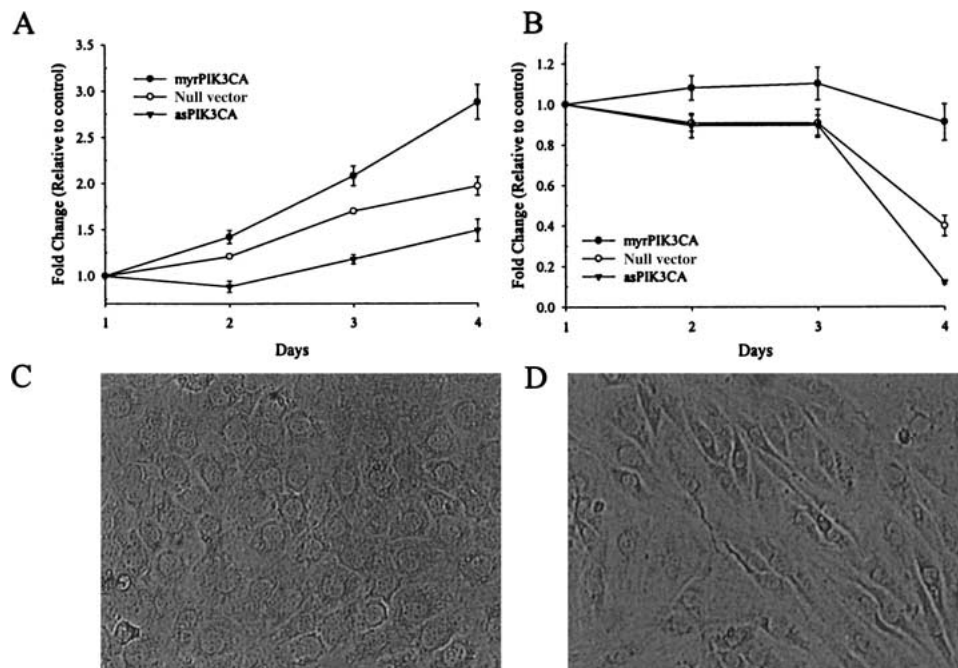 A
Fold Change (Relative to control)
3.5
3.0
2.5
2.0
1.5
1.0
myrPIK3CA
Null vector
asPIK3CA
1 2 3 4
Days
B
Fold Change (Relative to control)
1.2
1.0
0.8
0.6
0.4
0.2
0.0
myrPIK3CA
Null vector
asPIK3CA
1 2 3 4
Days
C
D